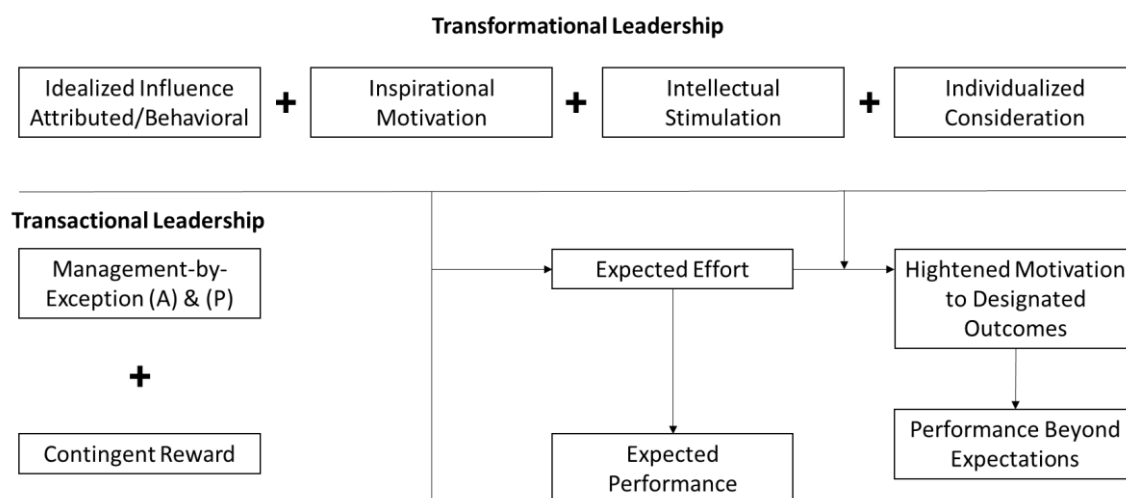 Transformational Leadership
Idealized Influence
Attributed/Behavioral
+
Inspirational
Motivation
+
Intellectual
Stimulation
+
Individualized
Consideration
Transactional Leadership
Management-by-
Exception (A) & (P)
+
Contingent Reward
Expected Effort
Expected
Performance
Hightened Motivation
to Designated
Outcomes
Performance Beyond
Expectations